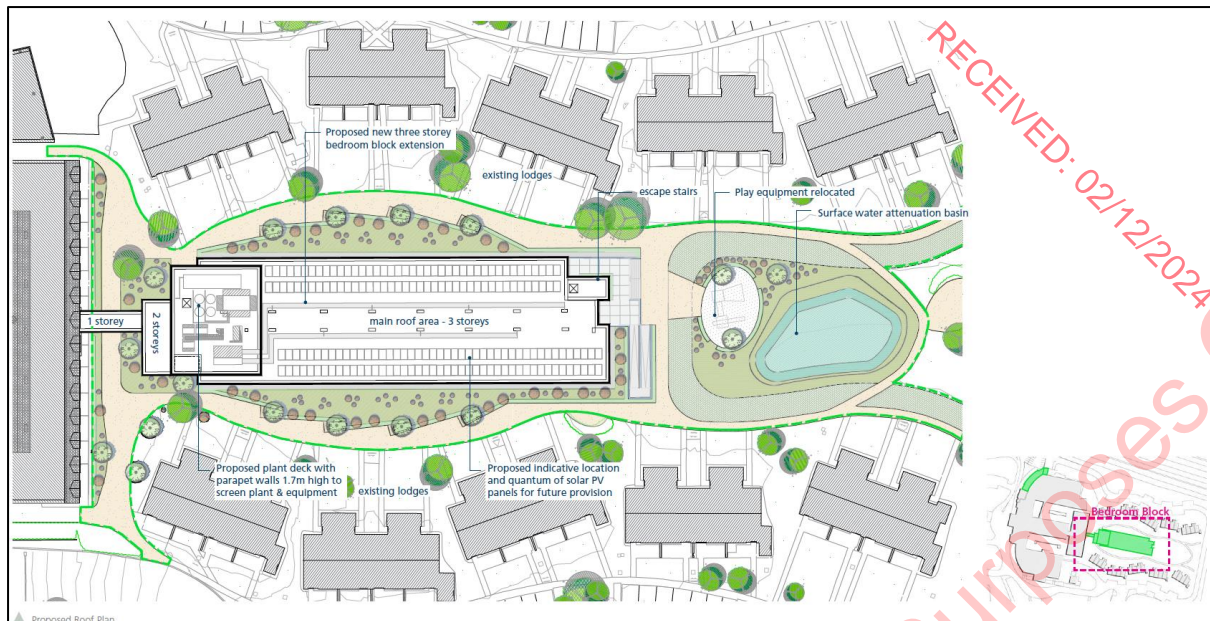 RECEIVED: 02/12/2024
Proposed new three storey
bedroom block extension
existing lodges
escape stairs
Play equipment relocated
Surface water attenuation basin
1 storey
2 storeys
main roof area - 3 storeys
Proposed plant deck with
parapet walls 1.7m high to
screen plant & equipment
existing lodges
Proposed indicative location
and quantum of solar PV
panels for future provision
Bedroom Block
urposes
Proposed Roof Plan